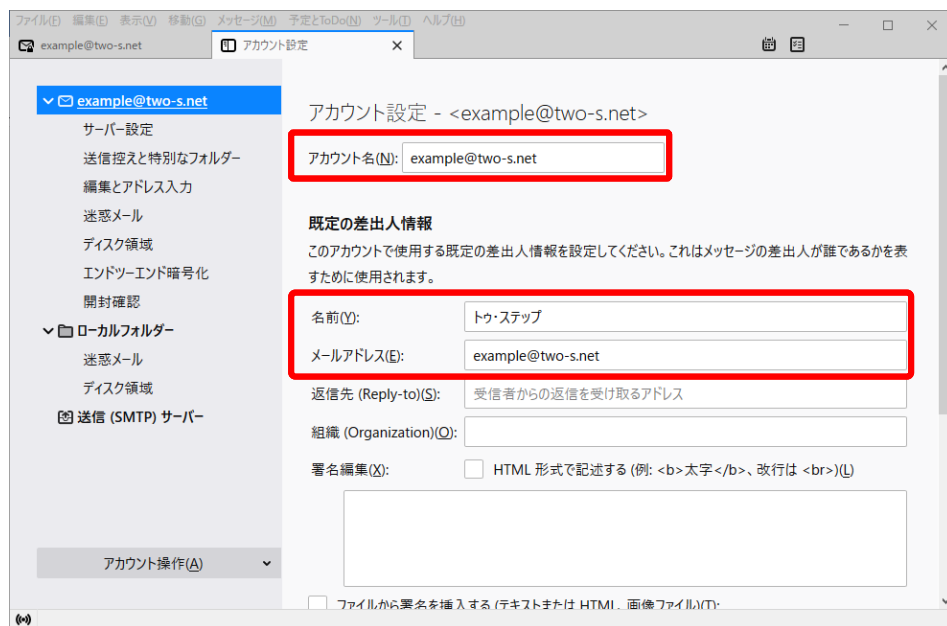 ファイル(F) 編集(E) 表示(V) 移動(G) メッセージ(M) 予定とToDo(N) ツール(T) ヘルプ(H)
example@two-s.net
アカウント設定
example@two-s.net
サーバー設定
送信控えと特別なフォルダー
編集とアドレス入力
迷惑メール
ディスク領域
エンドツーエンド暗号化
開封確認
ローカルフォルダー
迷惑メール
ディスク領域
送信 (SMTP) サーバー
アカウント操作(A)
アカウント設定 - <example@two-s.net>
アカウント名(N): example@two-s.net
既定の差出人情報
このアカウントで使用する既定の差出人情報を設定してください。これはメッセージの差出人が誰であるかを表
すために使用されます。
名前(Y): トゥ・ステップ
メールアドレス(E): example@two-s.net
返信先 (Reply-to)(S): 受信者からの返信を受け取るアドレス
組織 (Organization)(O):
署名編集(X): HTML 形式で記述する (例: <b>太字</b>、改行は <br>)(L)
ファイルから署名を挿入する (テキストまたは HTML、画像ファイル)(T):